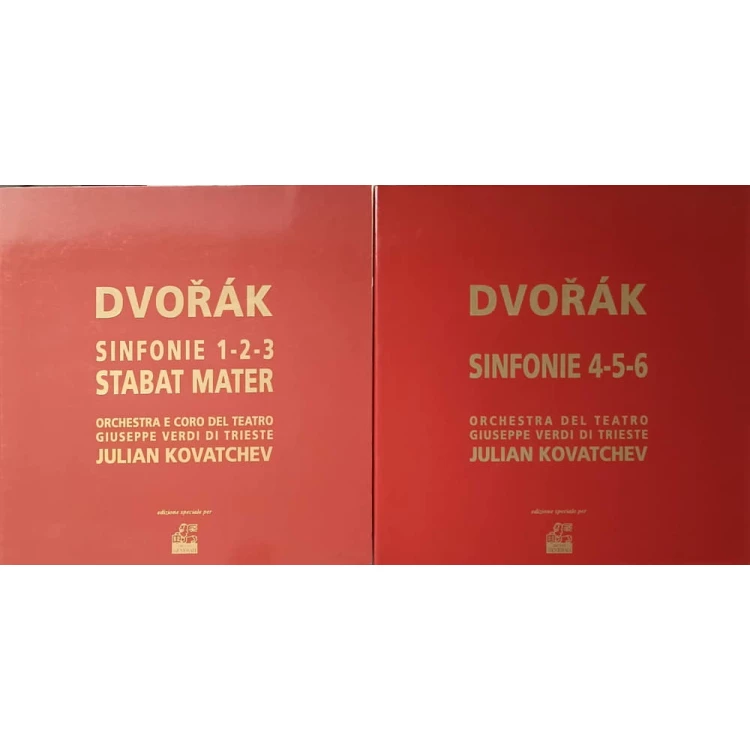 DVOŘÁK
SINFONIE 1-2-3
STABAT MATER
ORCHESTRA E CORO DEL TEATRO
GIUSEPPE VERDI DI TRIESTE
JULIAN KOVATCHEV
edizione speciale per
DVOŘÁK
SINFONIE 4-5-6
ORCHESTRA DEL TEATRO
GIUSEPPE VERDI DI TRIESTE
JULIAN KOVATCHEV
edizione speciale per